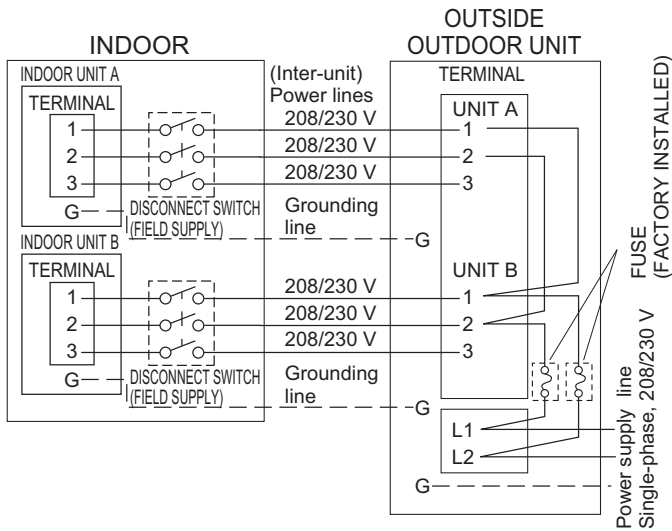 OUTSIDE
INDOOR
OUTDOOR UNIT
INDOOR UNIT A
(Inter-unit)
Power lines
TERMINAL
TERMINAL
UNIT A
1
208/230 V
1
2
208/230 V
2
3
208/230 V
3
G
DISCONNECT SWITCH
(FIELD SUPPLY)
Grounding
line
G
INDOOR UNIT B
TERMINAL
UNIT B
1
208/230 V
1
2
208/230 V
2
3
208/230 V
3
G
DISCONNECT SWITCH
(FIELD SUPPLY)
Grounding
line
G
L1
L2
G
FUSE
(FACTORY INSTALLED)
Power supply line
Single-phase, 208/230 V